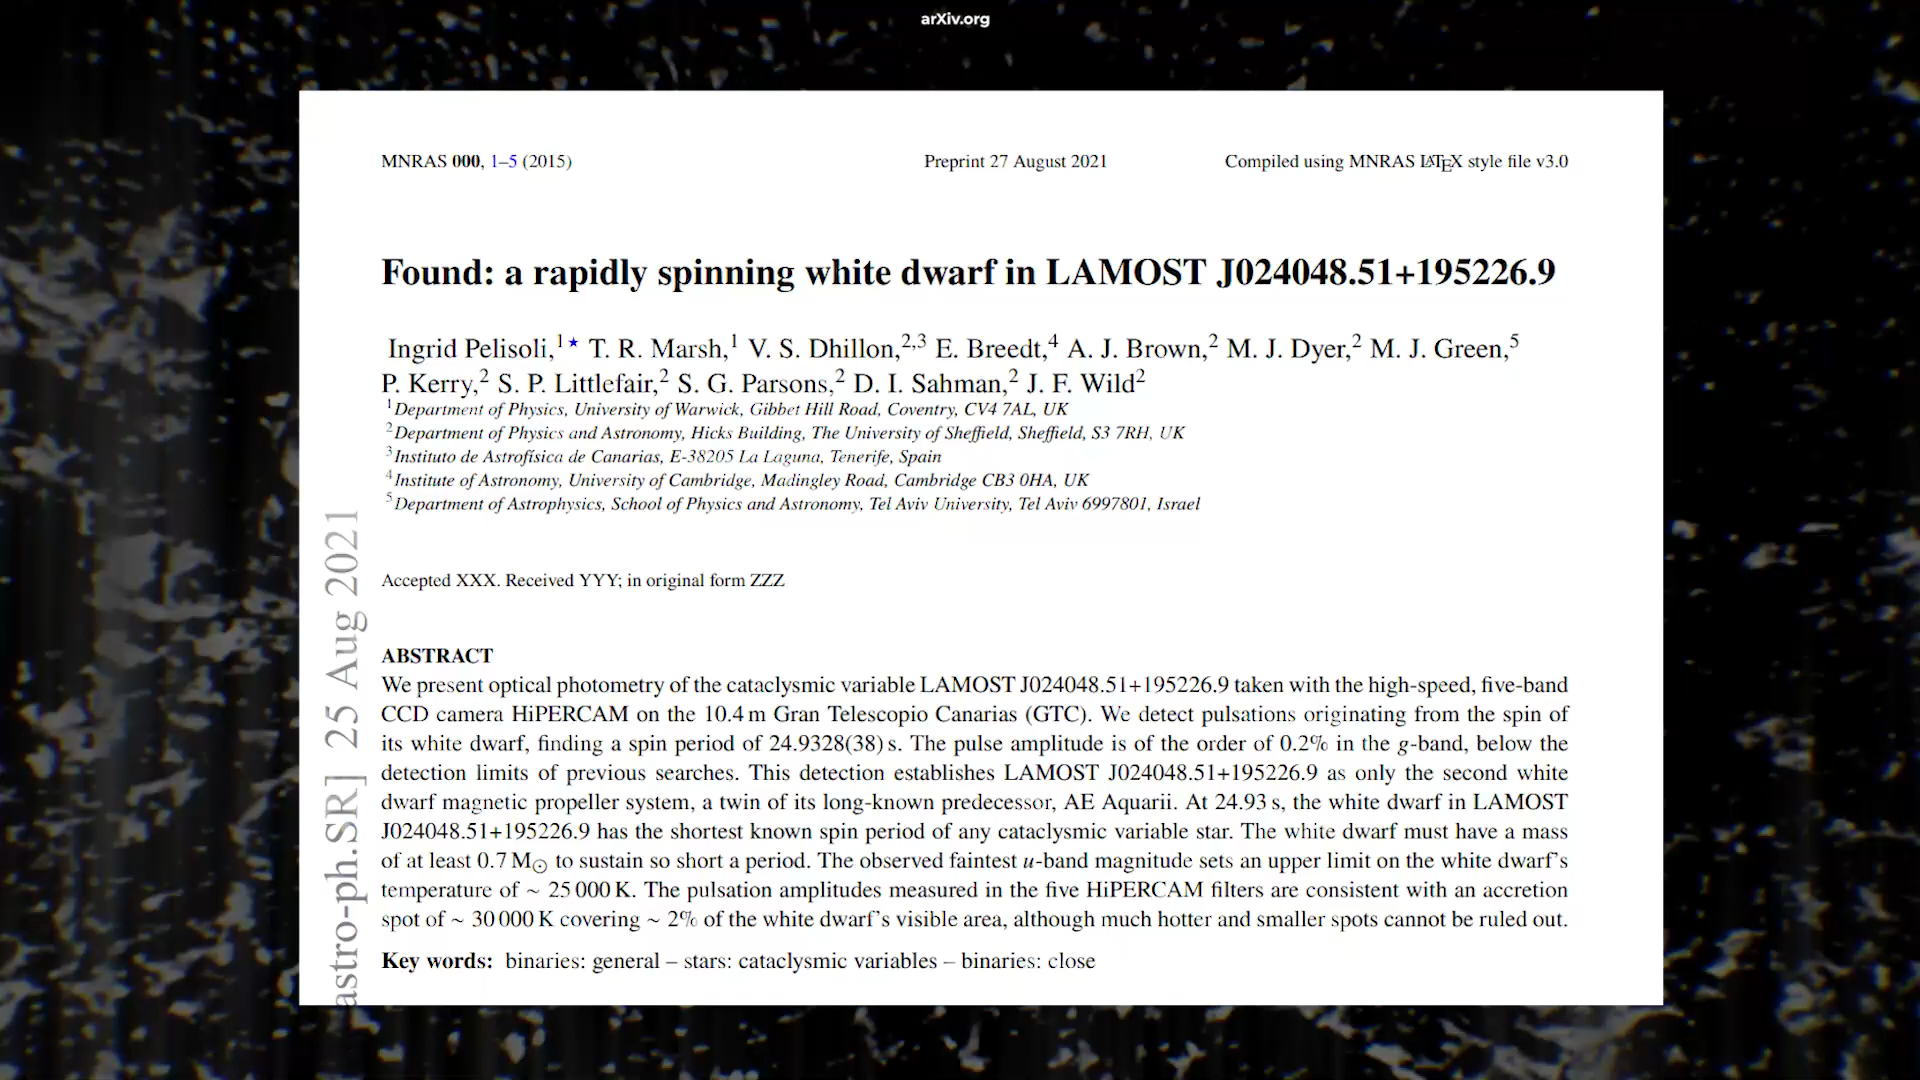 arXiv.org
MNRAS 000, 1–5 (2015) Preprint 27 August 2021 Compiled using MNRAS LATEX style file v3.0
Found: a rapidly spinning white dwarf in LAMOST J024048.51+195226.9
Ingrid Pelisoli,1★ T. R. Marsh,1 V. S. Dhillon,2,3 E. Breedt,4 A. J. Brown,2 M. J. Dyer,2 M. J. Green,5
P. Kerry,2 S. P. Littlefair,2 S. G. Parsons,2 D. I. Sahman,2 J. F. Wild2
1Department of Physics, University of Warwick, Gibbet Hill Road, Coventry, CV4 7AL, UK
2Department of Physics and Astronomy, Hicks Building, The University of Sheffield, Sheffield, S3 7RH, UK
3Instituto de Astrofísica de Canarias, E-38205 La Laguna, Tenerife, Spain
4Institute of Astronomy, University of Cambridge, Madingley Road, Cambridge CB3 0HA, UK
5Department of Astrophysics, School of Physics and Astronomy, Tel Aviv University, Tel Aviv 6997801, Israel
Accepted XXX. Received YYY; in original form ZZZ
ABSTRACT
We present optical photometry of the cataclysmic variable LAMOST J024048.51+195226.9 taken with the high-speed, five-band
CCD camera HiPERCAM on the 10.4 m Gran Telescopio Canarias (GTC). We detect pulsations originating from the spin of
its white dwarf, finding a spin period of 24.9328(38) s. The pulse amplitude is of the order of 0.2% in the g-band, below the
detection limits of previous searches. This detection establishes LAMOST J024048.51+195226.9 as only the second white
dwarf magnetic propeller system, a twin of its long-known predecessor, AE Aquarii. At 24.93 s, the white dwarf in LAMOST
J024048.51+195226.9 has the shortest known spin period of any cataclysmic variable star. The white dwarf must have a mass
of at least 0.7 M⊙ to sustain so short a period. The observed faintest u-band magnitude sets an upper limit on the white dwarf's
temperature of ~ 25 000 K. The pulsation amplitudes measured in the five HiPERCAM filters are consistent with an accretion
spot of ~ 30 000 K covering ~ 2% of the white dwarf's visible area, although much hotter and smaller spots cannot be ruled out.
Key words: binaries: general – stars: cataclysmic variables – binaries: close
astro-ph.SR] 25 Aug 2021